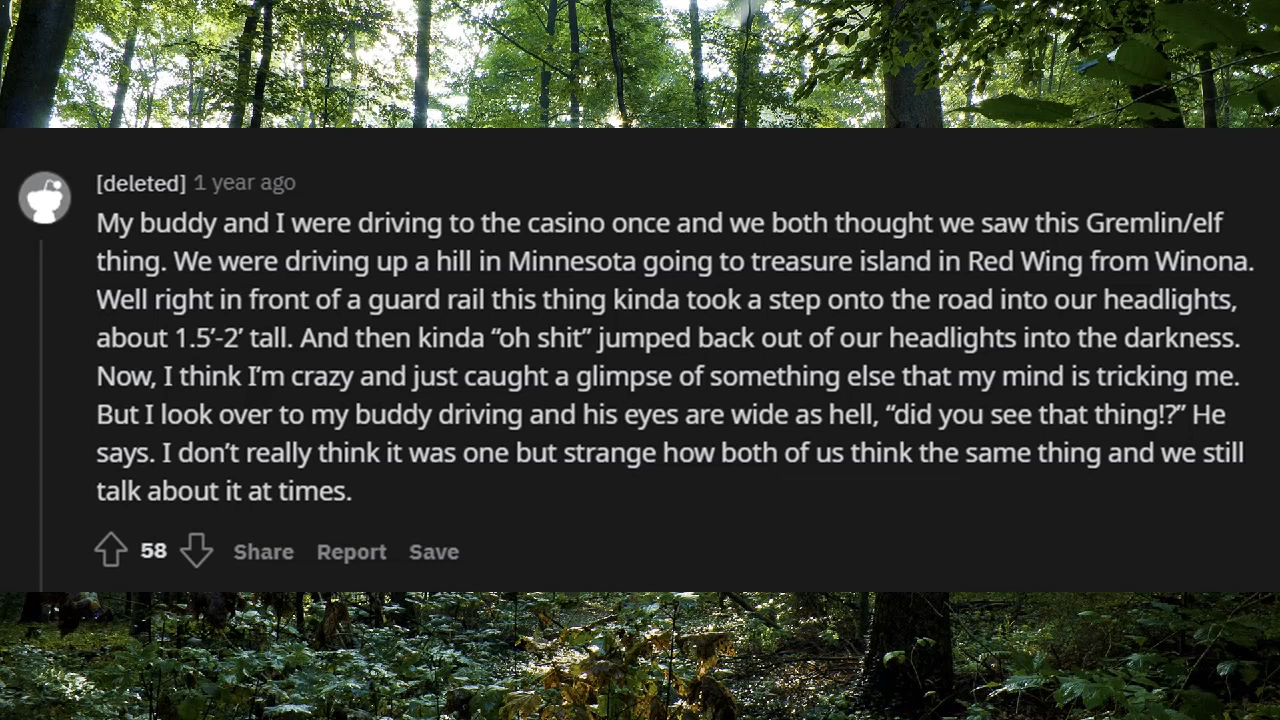 [deleted] 1 year ago
My buddy and I were driving to the casino once and we both thought we saw this Gremlin/elf
thing. We were driving up a hill in Minnesota going to treasure island in Red Wing from Winona.
Well right in front of a guard rail this thing kinda took a step onto the road into our headlights,
about 1.5’-2’ tall. And then kinda “oh shit” jumped back out of our headlights into the darkness.
Now, I think I’m crazy and just caught a glimpse of something else that my mind is tricking me.
But I look over to my buddy driving and his eyes are wide as hell, “did you see that thing!?” He
says. I don’t really think it was one but strange how both of us think the same thing and we still
talk about it at times.
58 Share Report Save